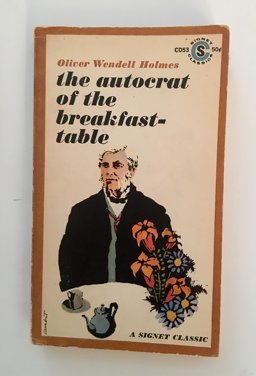 Oliver Wendell Holmes
CD53 SIGNET CLASSICS S 50¢
the autocrat
of the
breakfast-
table
A SIGNET CLASSIC